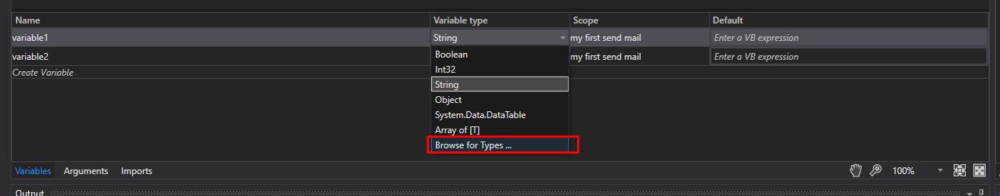 Name Variable type Scope Default
variable1 String my first send mail Enter a VB expression
Boolean
variable2 my first send mail Enter a VB expression
Int32
Create Variable
String
Object
System.Data.DataTable
Array of [T]
Browse for Types ...
Variables Arguments Imports 100%
Output